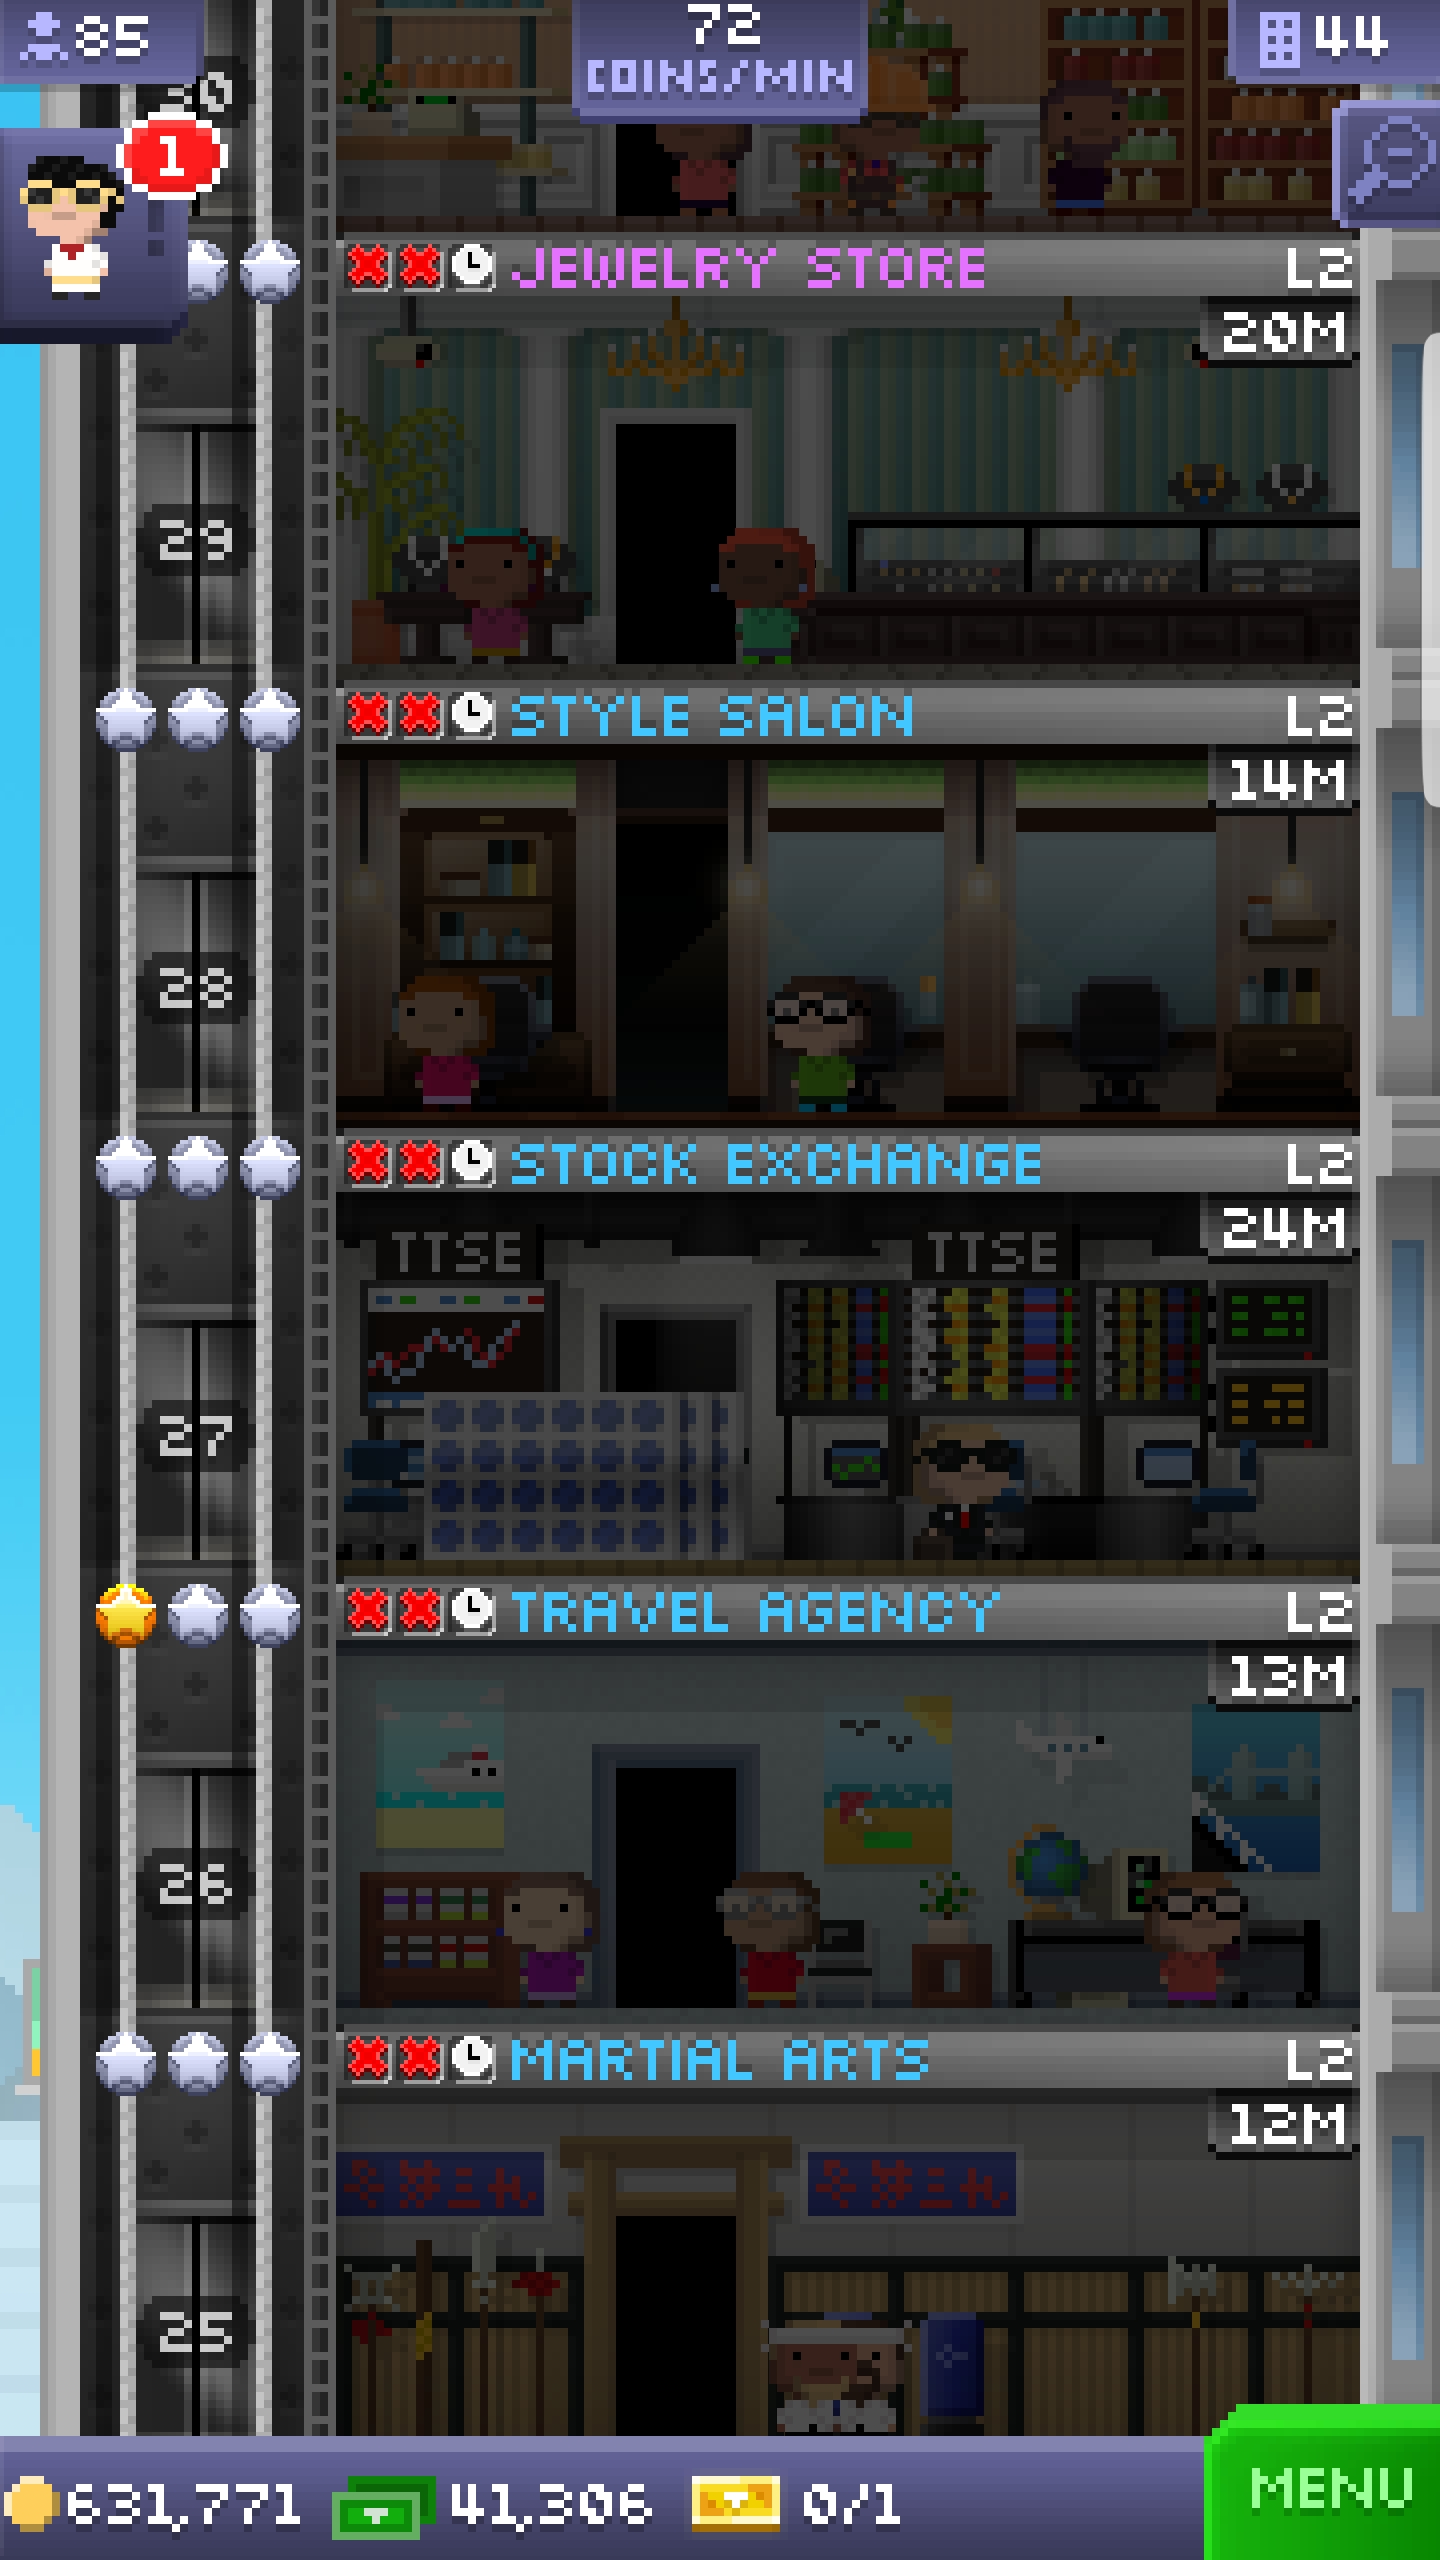 85
72
COINS/MIN
44
1
JEWELRY STORE L2
20M
29
STYLE SALON L2
14M
28
STOCK EXCHANGE L2
24M
TTSE TTSE
27
TRAVEL AGENCY L2
13M
26
MARTIAL ARTS L2
12M
25
631,771 41,306 0/1
MENU